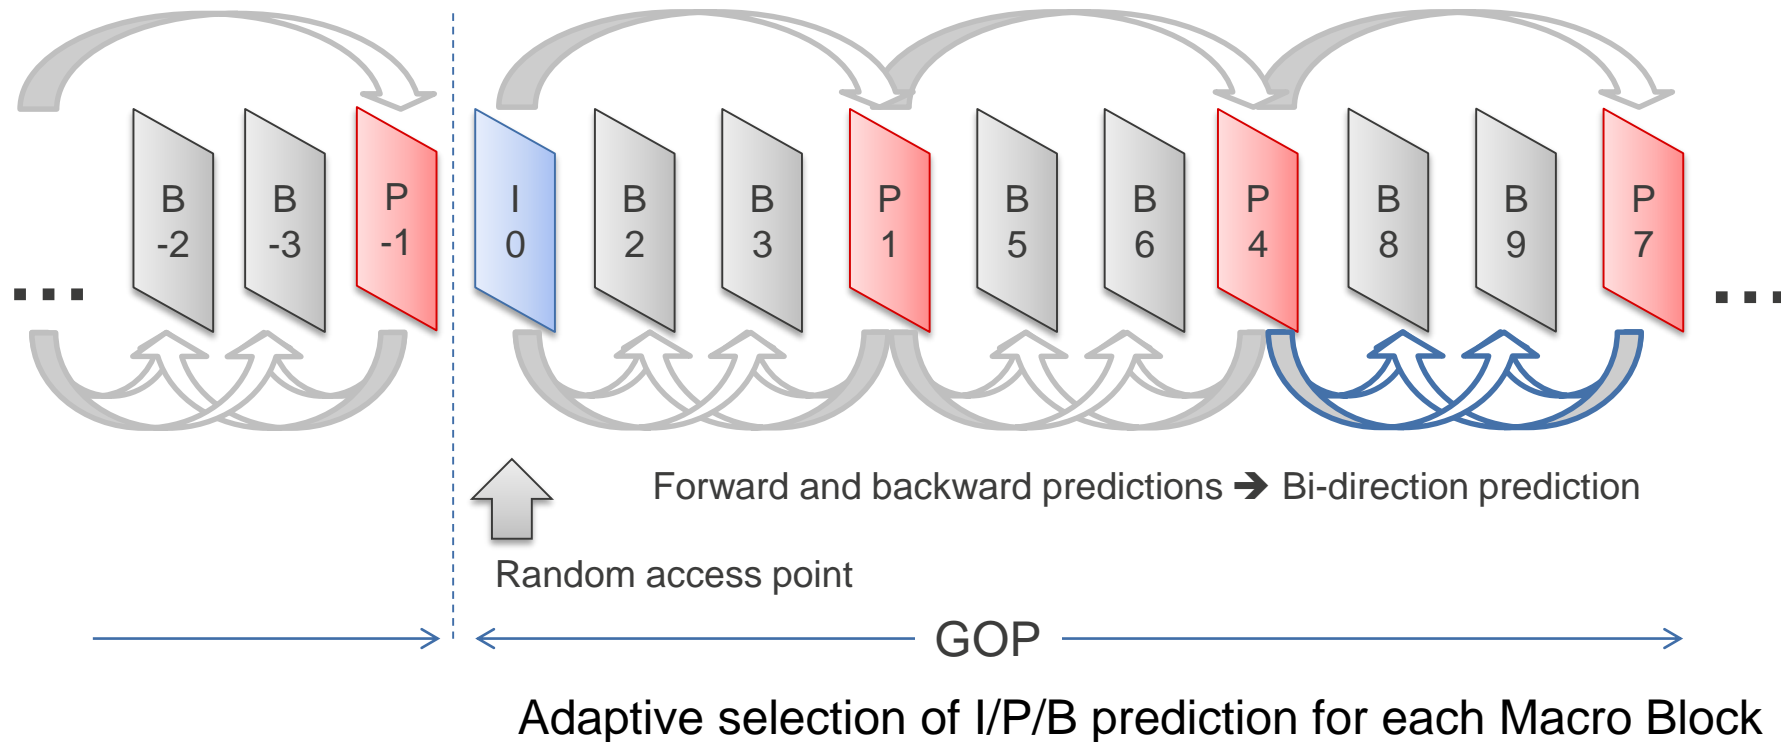 B B P I B B P B B P B B P
-2 -3 -1 0 2 3 1 5 6 4 8 9 7
... ...
Forward and backward predictions ➔ Bi-direction prediction
Random access point
GOP
Adaptive selection of I/P/B prediction for each Macro Block